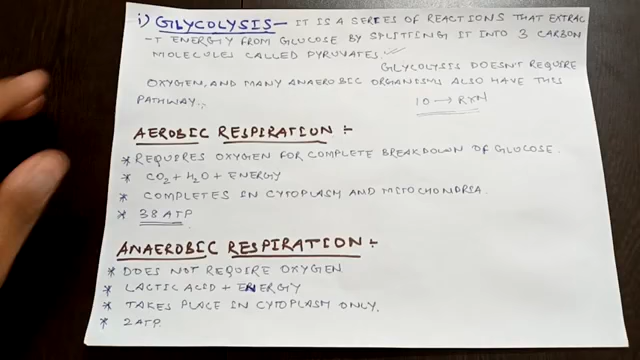 i) GLYCOLYSIS - IT IS A SERIES OF REACTIONS THAT EXTRAC
-T ENERGY FROM GLUCOSE BY SPLITTING IT INTO 3 CARBON
MOLECULES CALLED PYRUVATES.
GLYCOLYSIS DOESN'T REQUIRE
OXYGEN, AND MANY ANAEROBIC ORGANISMS ALSO HAVE THIS
PATHWAY.
10 → RXN
AEROBIC RESPIRATION :-
* REQUIRES OXYGEN FOR COMPLETE BREAKDOWN OF GLUCOSE.
* CO2 + H2O + ENERGY
* COMPLETES IN CYTOPLASM AND MITOCHONDRIA.
* 38 ATP
ANAEROBIC RESPIRATION :-
* DOES NOT REQUIRE OXYGEN
* LACTIC ACID + ENERGY
* TAKES PLACE IN CYTOPLASM ONLY.
* 2 ATP.